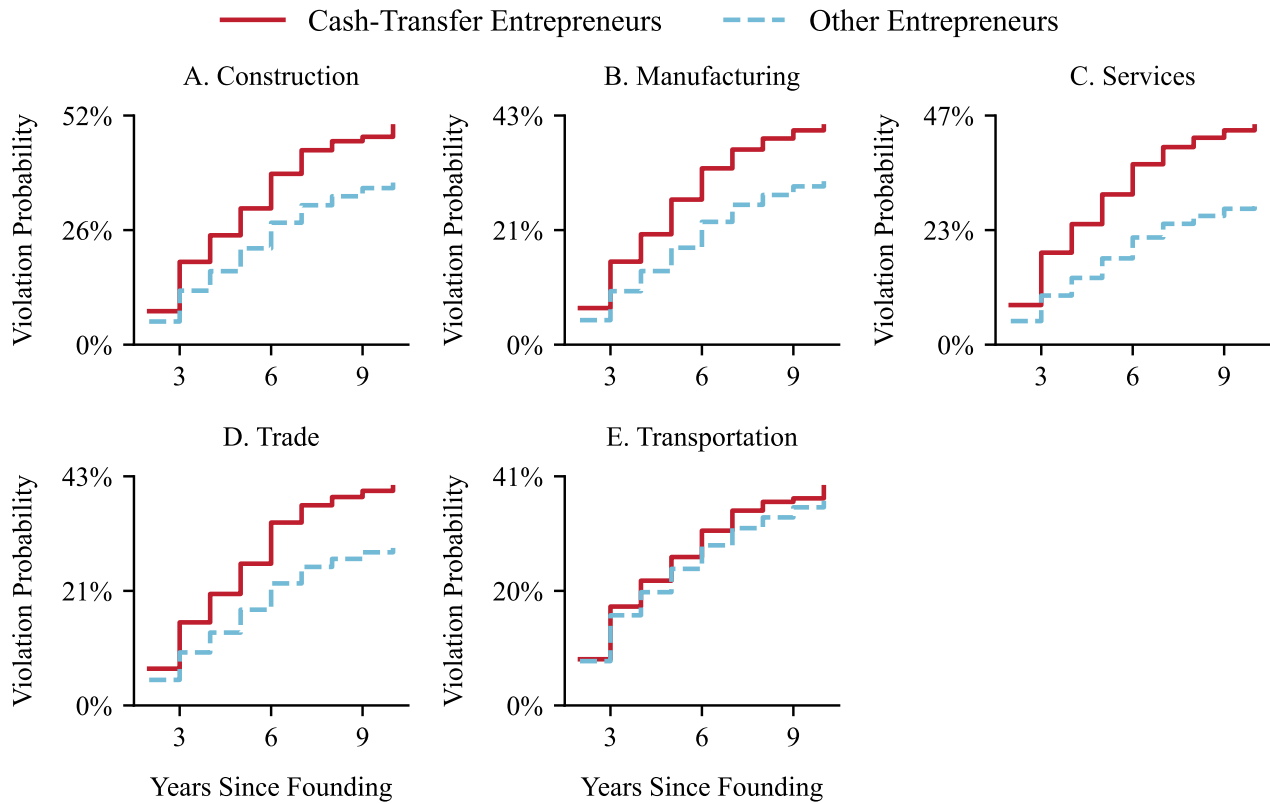 Cash-Transfer Entrepreneurs
Other Entrepreneurs
A. Construction
Violation Probability
52%
26%
0%
3 6 9
B. Manufacturing
Violation Probability
43%
21%
0%
3 6 9
C. Services
Violation Probability
47%
23%
0%
3 6 9
D. Trade
Violation Probability
43%
21%
0%
3 6 9
Years Since Founding
E. Transportation
Violation Probability
41%
20%
0%
3 6 9
Years Since Founding